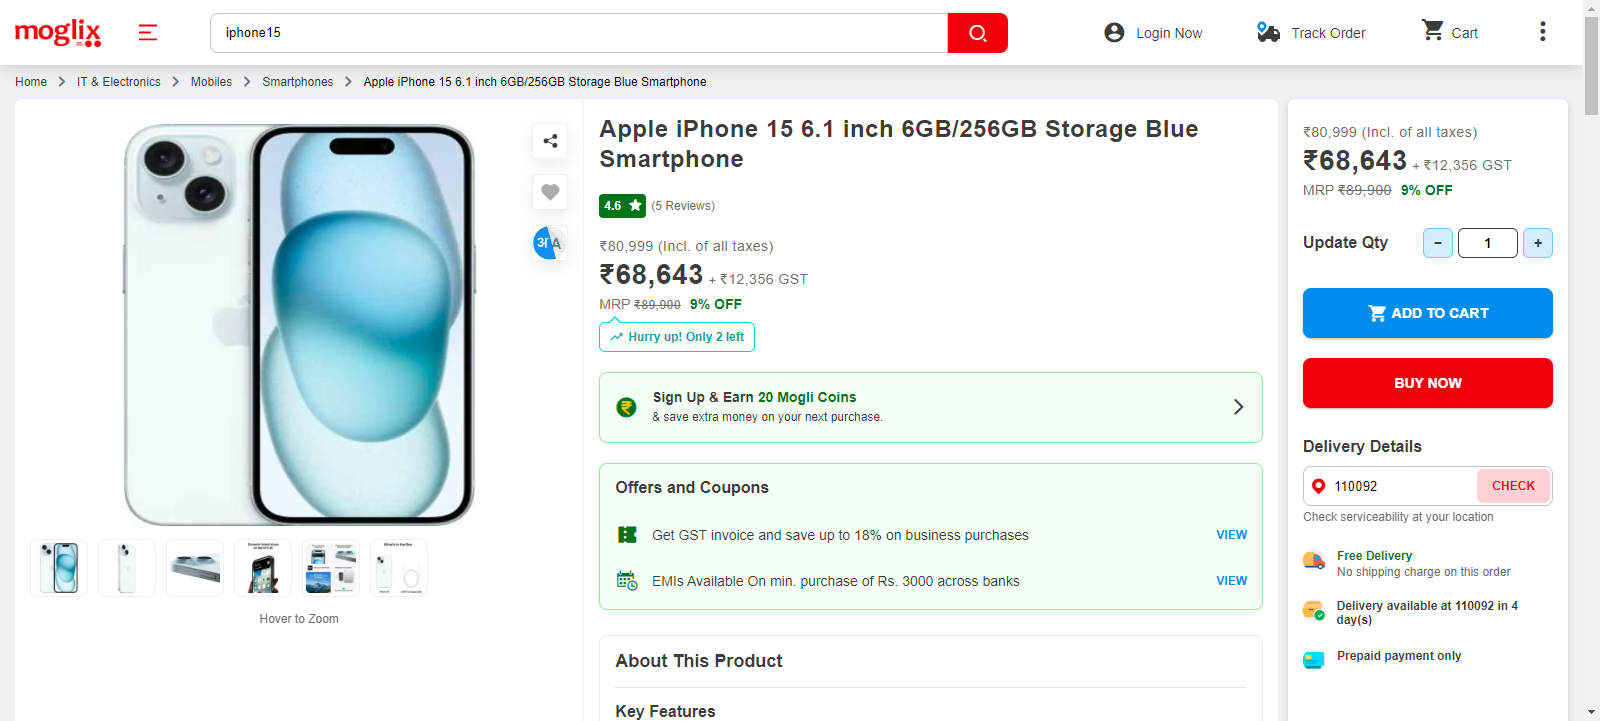 moglix
iphone15
Login Now
Track Order
Cart
Home > IT & Electronics > Mobiles > Smartphones > Apple iPhone 15 6.1 inch 6GB/256GB Storage Blue Smartphone
अA
Hover to Zoom
Apple iPhone 15 6.1 inch 6GB/256GB Storage Blue
Smartphone
4.6 ★ (5 Reviews)
₹80,999 (Incl. of all taxes)
₹68,643 + ₹12,356 GST
MRP ₹89,900 9% OFF
Hurry up! Only 2 left
Sign Up & Earn 20 Mogli Coins
& save extra money on your next purchase.
Offers and Coupons
Get GST invoice and save up to 18% on business purchases VIEW
EMIs Available On min. purchase of Rs. 3000 across banks VIEW
About This Product
Key Features
₹80,999 (Incl. of all taxes)
₹68,643 + ₹12,356 GST
MRP ₹89,900 9% OFF
Update Qty - 1 +
ADD TO CART
BUY NOW
Delivery Details
110092 CHECK
Check serviceability at your location
Free Delivery
No shipping charge on this order
Delivery available at 110092 in 4
day(s)
Prepaid payment only